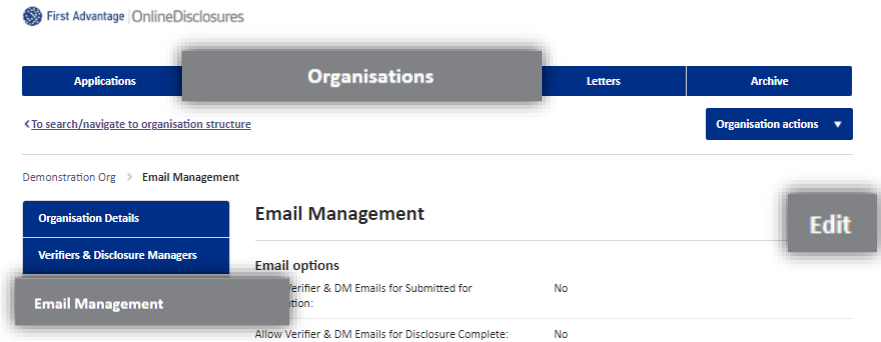 First Advantage OnlineDisclosures
Applications Organisations Letters Archive
To search/navigate to organisation structure
Organisation actions
Demonstration Org > Email Management
Organisation Details
Verifiers & Disclosure Managers
Email Management
Email Management
Edit
Email options
Verifier & DM Emails for Submitted for No
Allow Verifier & DM Emails for Disclosure Complete: No